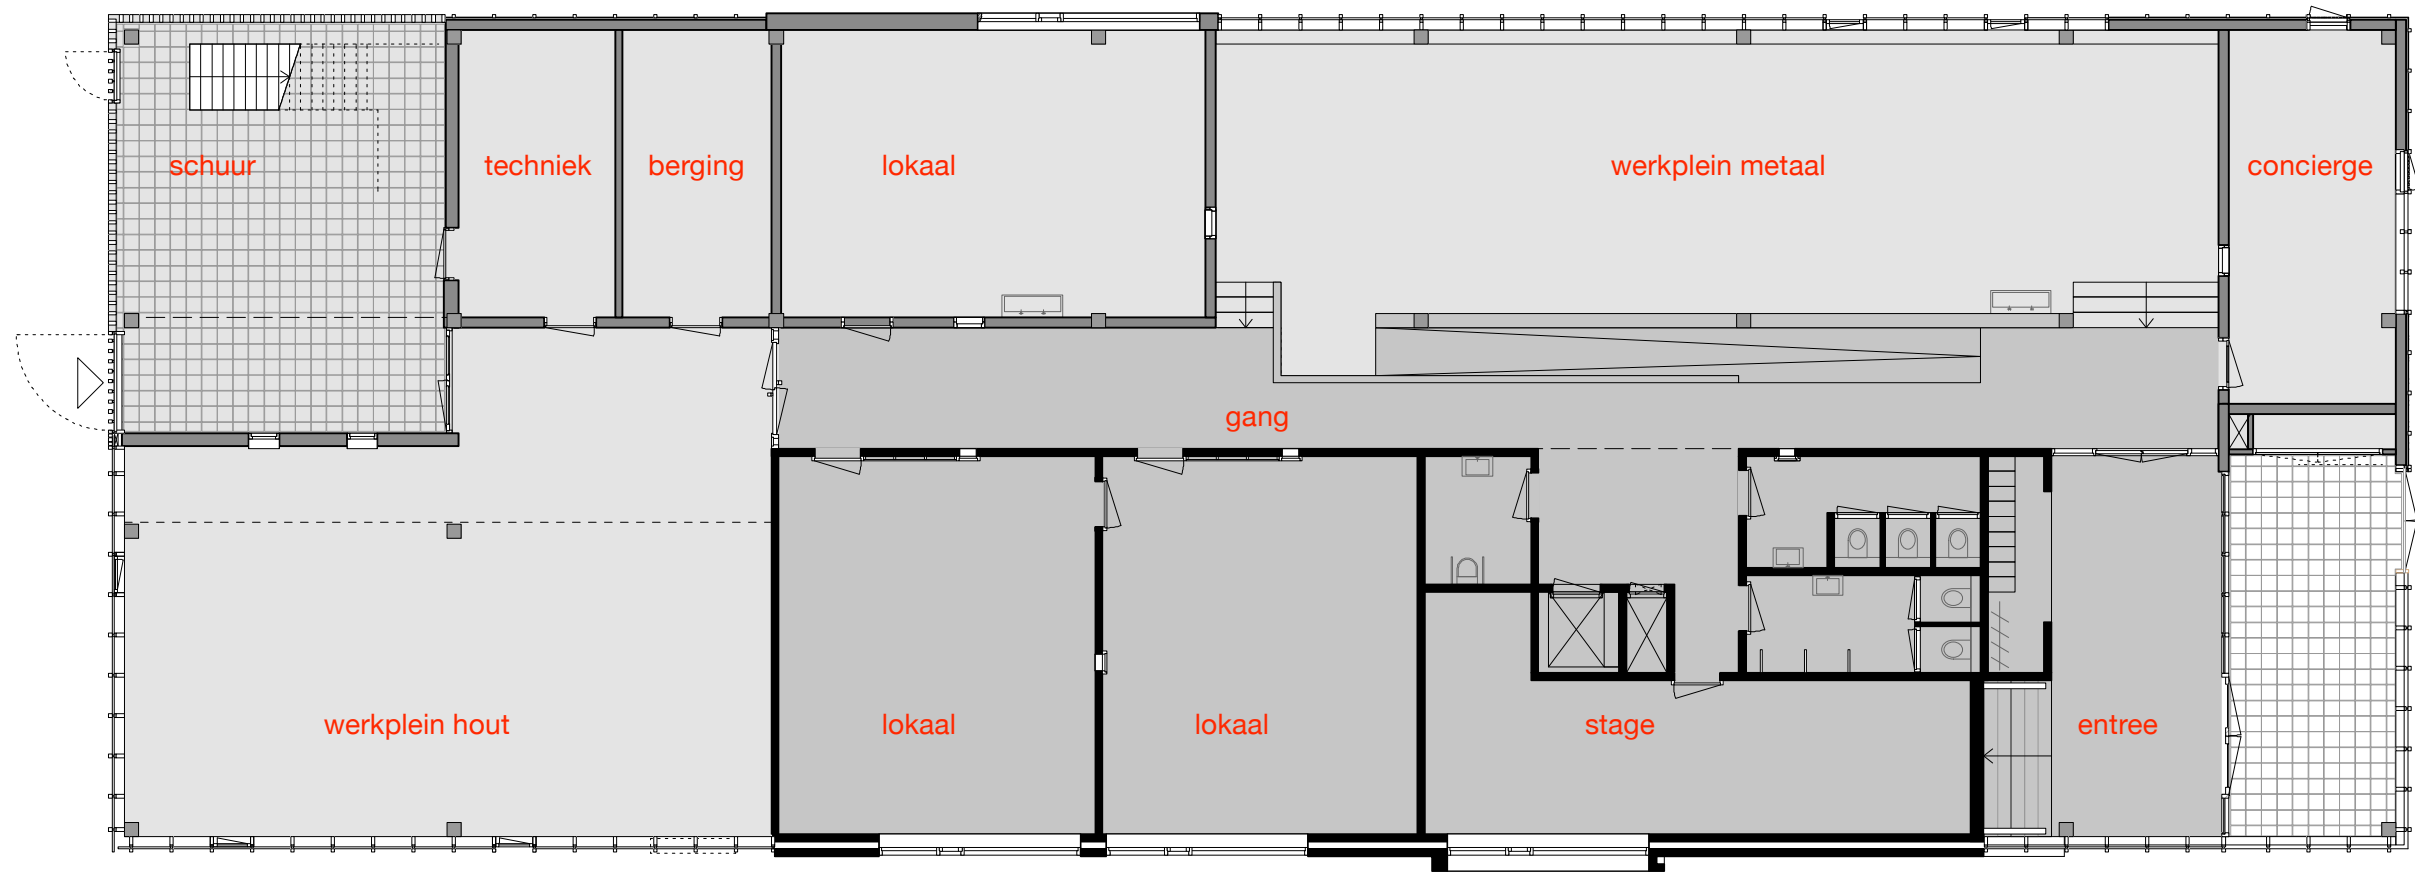 schuur
techniek
berging
lokaal
werkplein metaal
concierge
gang
werkplein hout
lokaal
lokaal
stage
entree